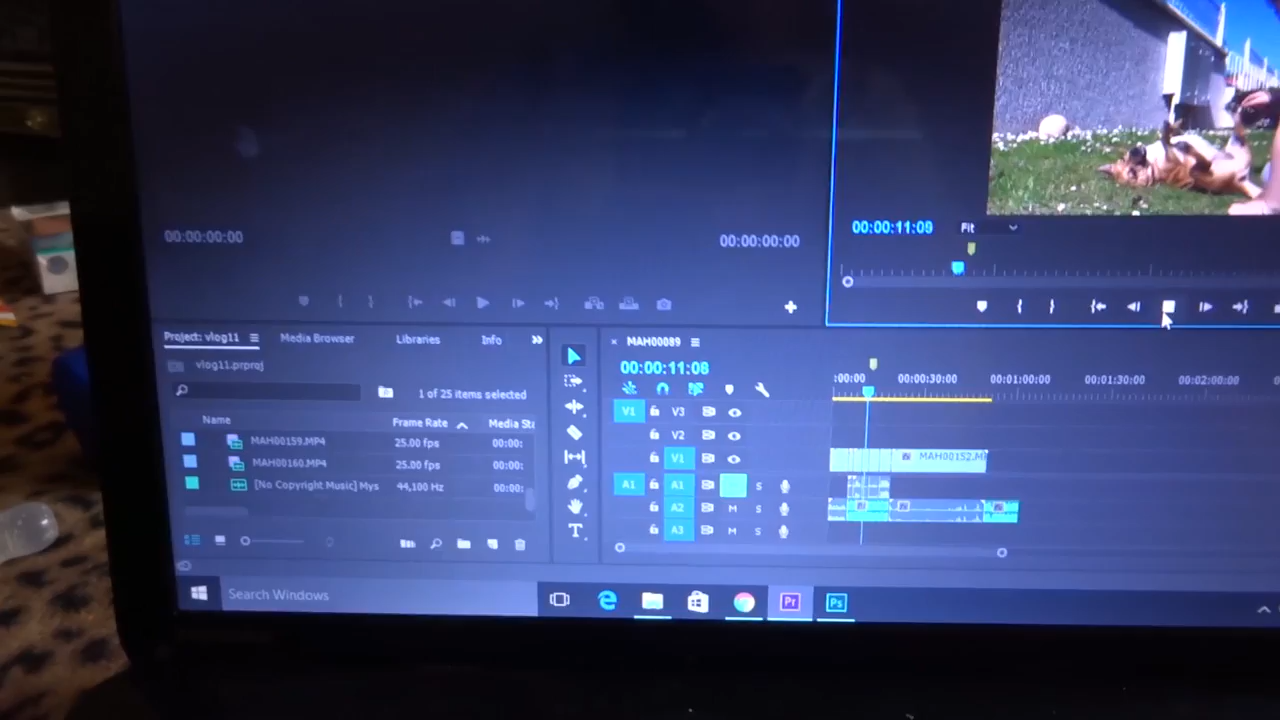 00:00:00:00
00:00:00:00
00:00:11:09
Fit
Project: vlog11
Media Browser
Libraries
Info
vlog11.prproj
1 of 25 items selected
Name
Frame Rate
Media Sta
MAH00159.MP4
25.00 fps
00:00:
MAH00160.MP4
25.00 fps
00:00:
[No Copyright Music] Mys
44,100 Hz
00:00:
MAH00089
00:00:11:08
:00:00
00:00:30:00
00:01:00:00
00:01:30:00
00:02:00:00
V1
V3
V2
V1
MAH00152.M
A1
A1
S
A2
M
S
A3
M
S
T
Search Windows
Pr
Ps